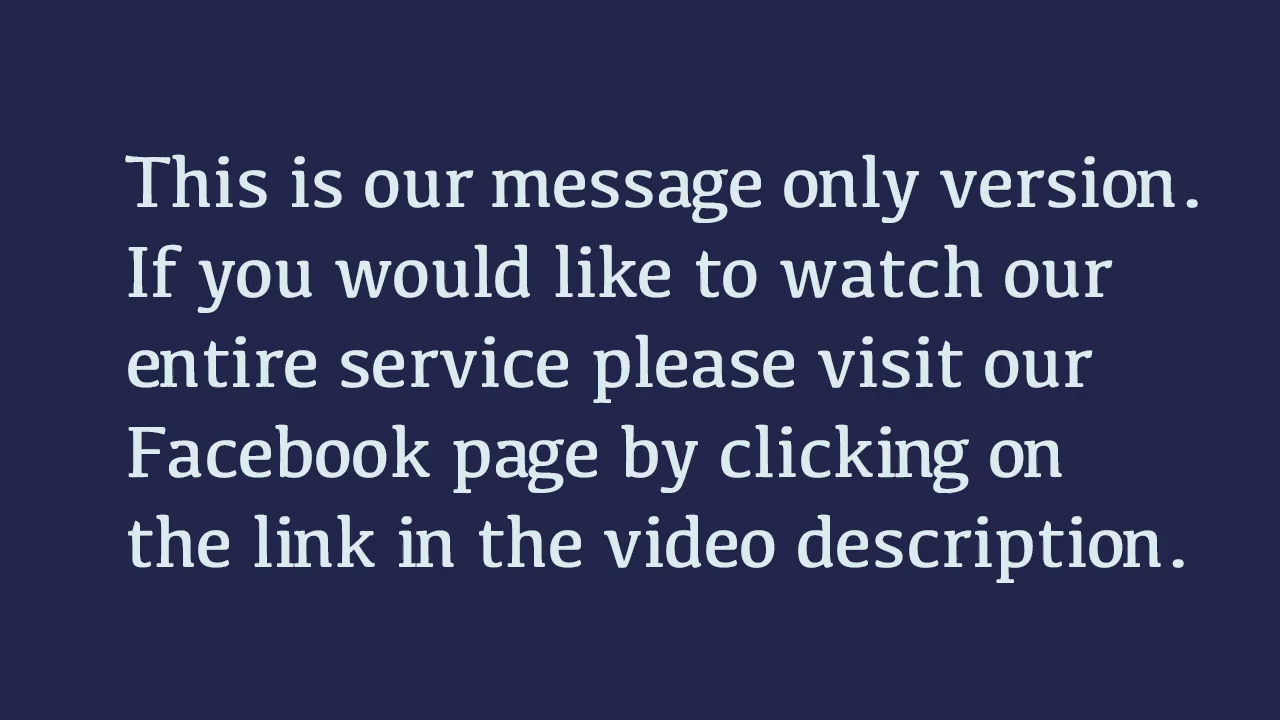 This is our message only version.
If you would like to watch our
entire service please visit our
Facebook page by clicking on
the link in the video description.